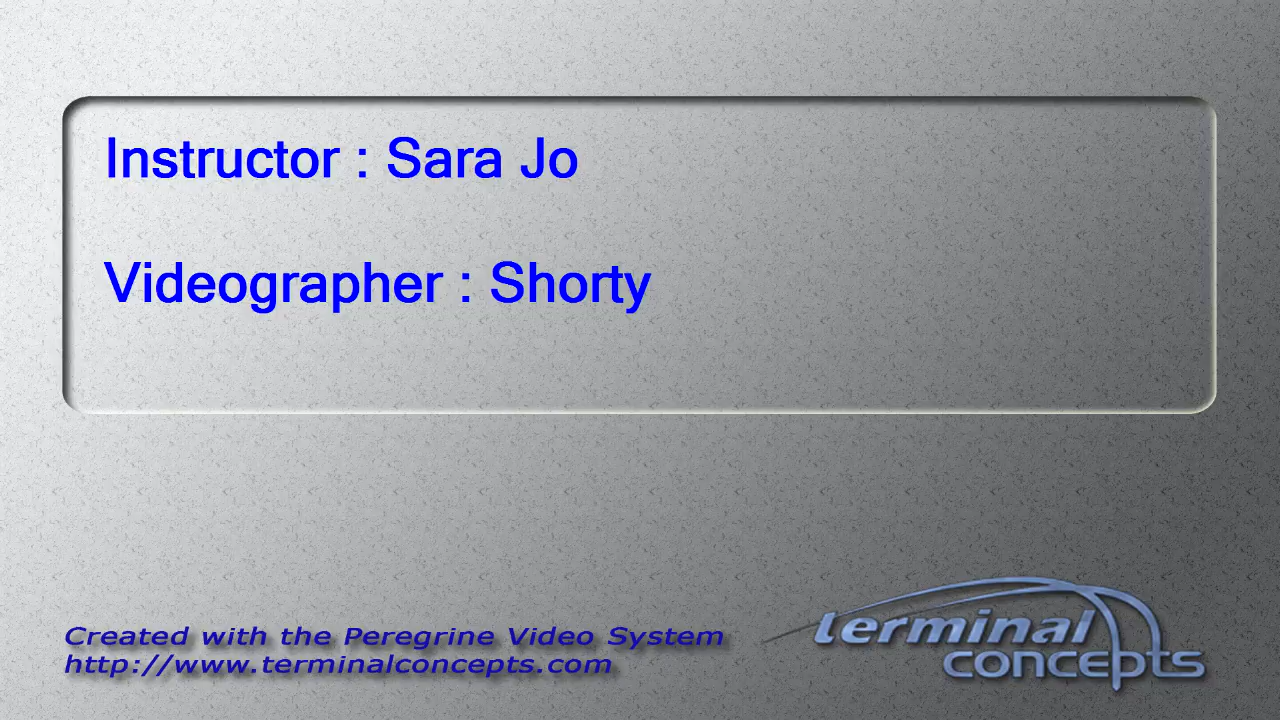 Instructor : Sara Jo
Videographer : Shorty
Created with the Peregrine Video System
http://www.terminalconcepts.com
terminal
concepts